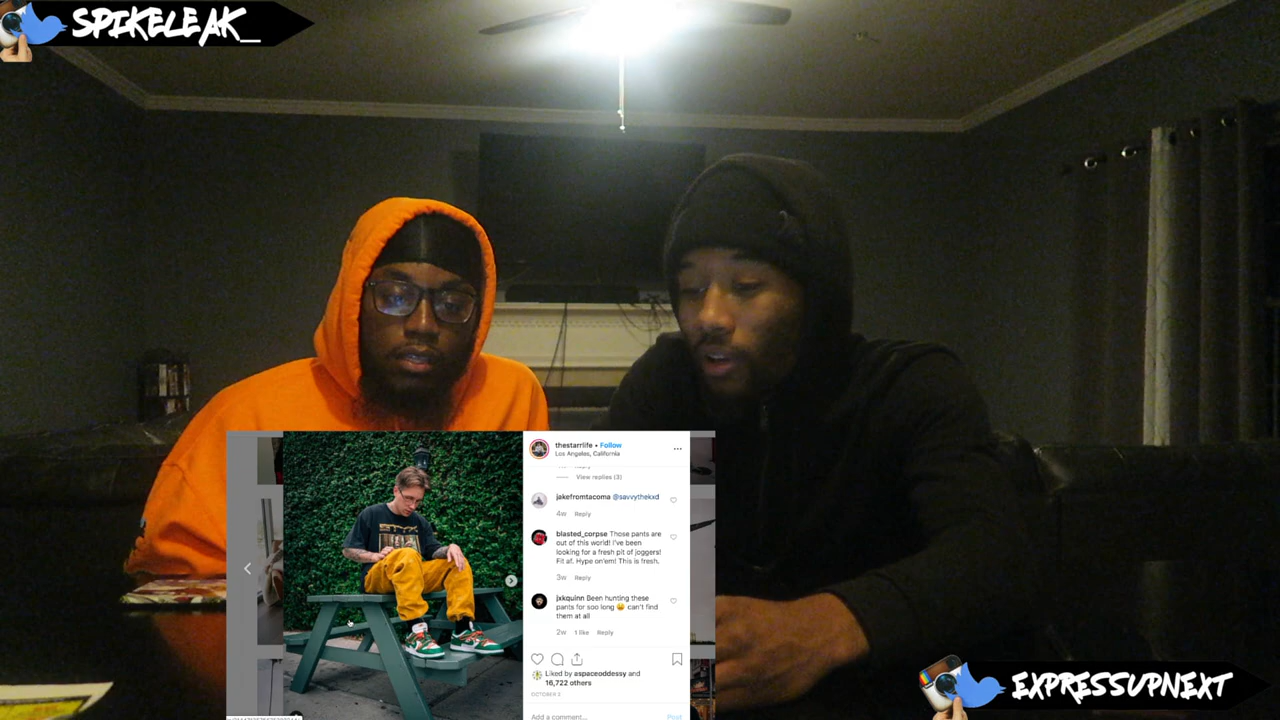 SPIKELEAK_
thestarrlife • Follow
Los Angeles, California
View replies (3)
jakefromtacoma @savvythekxd
4w Reply
blasted_corpse Those pants are
out of this world! I've been
looking for a fresh pit of joggers!
Fit af. Hype on'em! This is fresh.
3w Reply
jxkquinn Been hunting these
pants for soo long 😫 can't find
them at all
2w 1 like Reply
Liked by aspaceoddessy and
16,722 others
OCTOBER 3
Add a comment... Post
EXPRESSUPNEXT